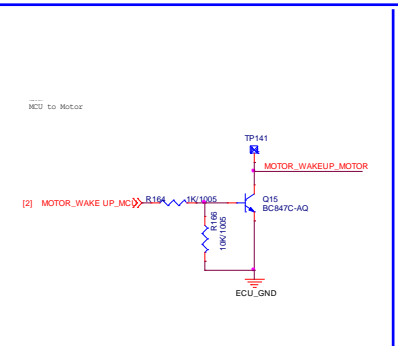 MCU to Motor
TP141
MOTOR_WAKEUP_MOTOR
[2] MOTOR_WAKE UP_MCU
R164 1K/1005
Q15
BC847C-AQ
R166
10K/1005
ECU_GND